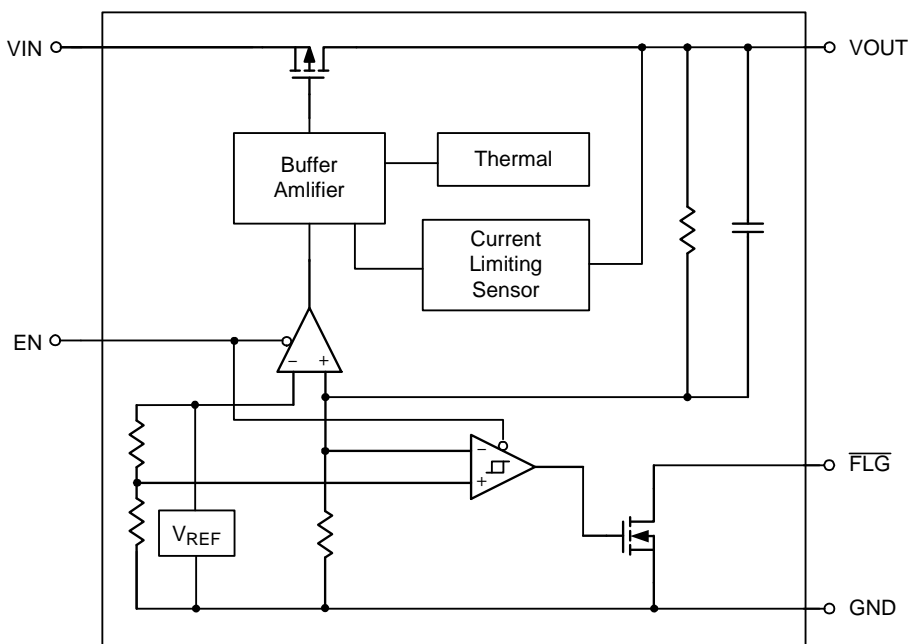 VIN
VOUT
Buffer
Amlifier
Thermal
Current
Limiting
Sensor
EN
− +
−
+
FLG
VREF
GND